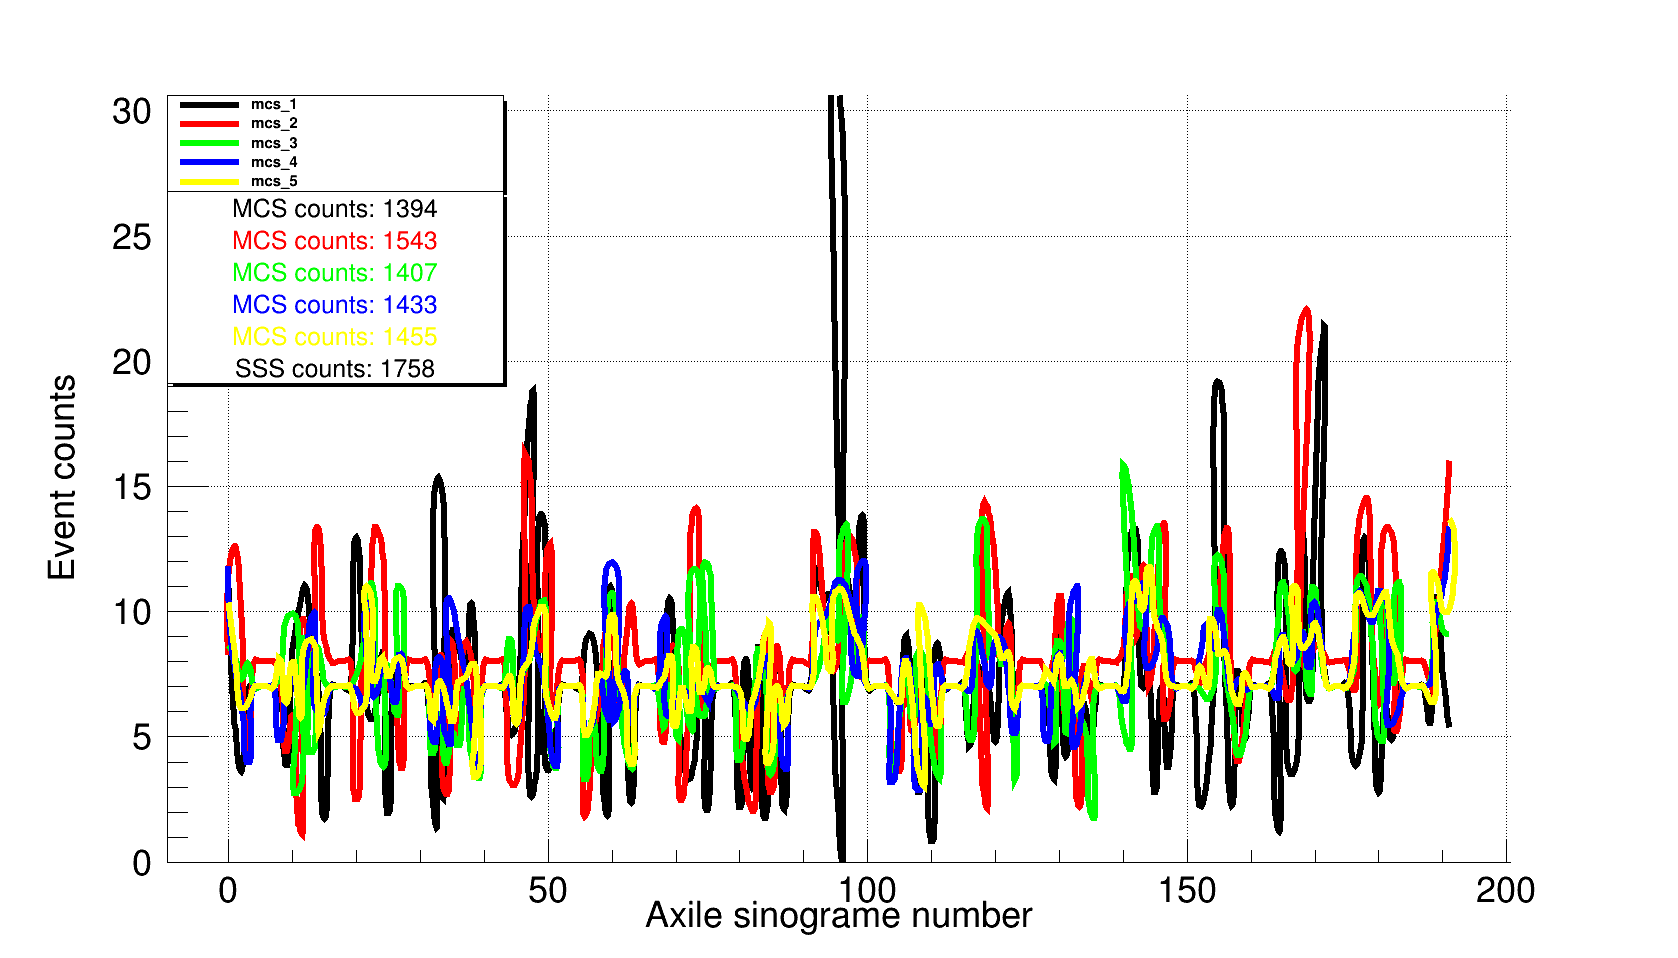 mcs_1
mcs_2
mcs_3
mcs_4
mcs_5
MCS counts: 1394
MCS counts: 1543
MCS counts: 1407
MCS counts: 1433
MCS counts: 1455
SSS counts: 1758
30
25
20
15
10
5
0
Event counts
0 50 100 150 200
Axile sinograme number